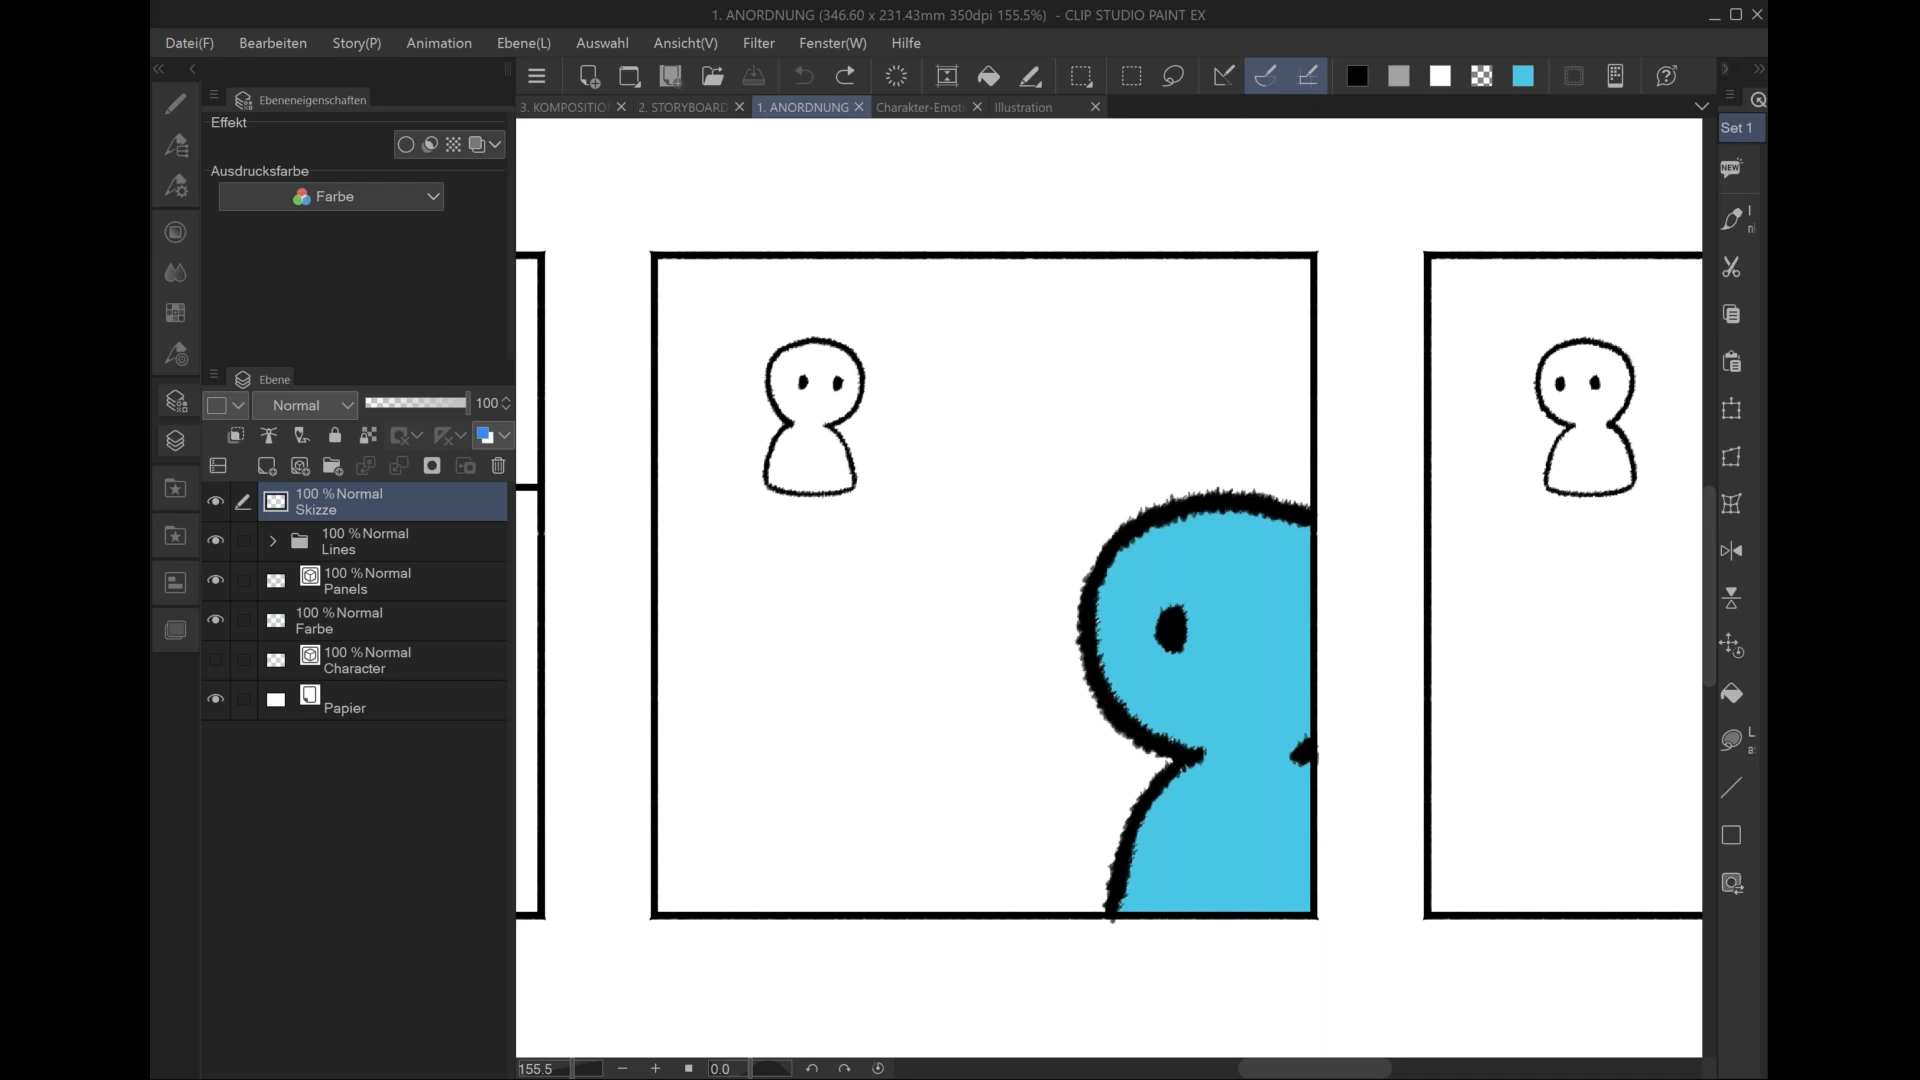 1. ANORDNUNG (346.60 x 231.43mm 350dpi 155.5%) - CLIP STUDIO PAINT EX
Datei(F) Bearbeiten Story(P) Animation Ebene(L) Auswahl Ansicht(V) Filter Fenster(W) Hilfe
Ebeneneigenschaften
3. KOMPOSITIO 2. STORYBOARD 1. ANORDNUNG Charakter-Emoti Illustration
Effekt
Set 1
Ausdrucksfarbe
NEW
Farbe
Ebene
Normal 100
100 % Normal
Skizze
100 % Normal
Lines
100 % Normal
Panels
100 % Normal
Farbe
100 % Normal
Character
Papier
155.5 0.0